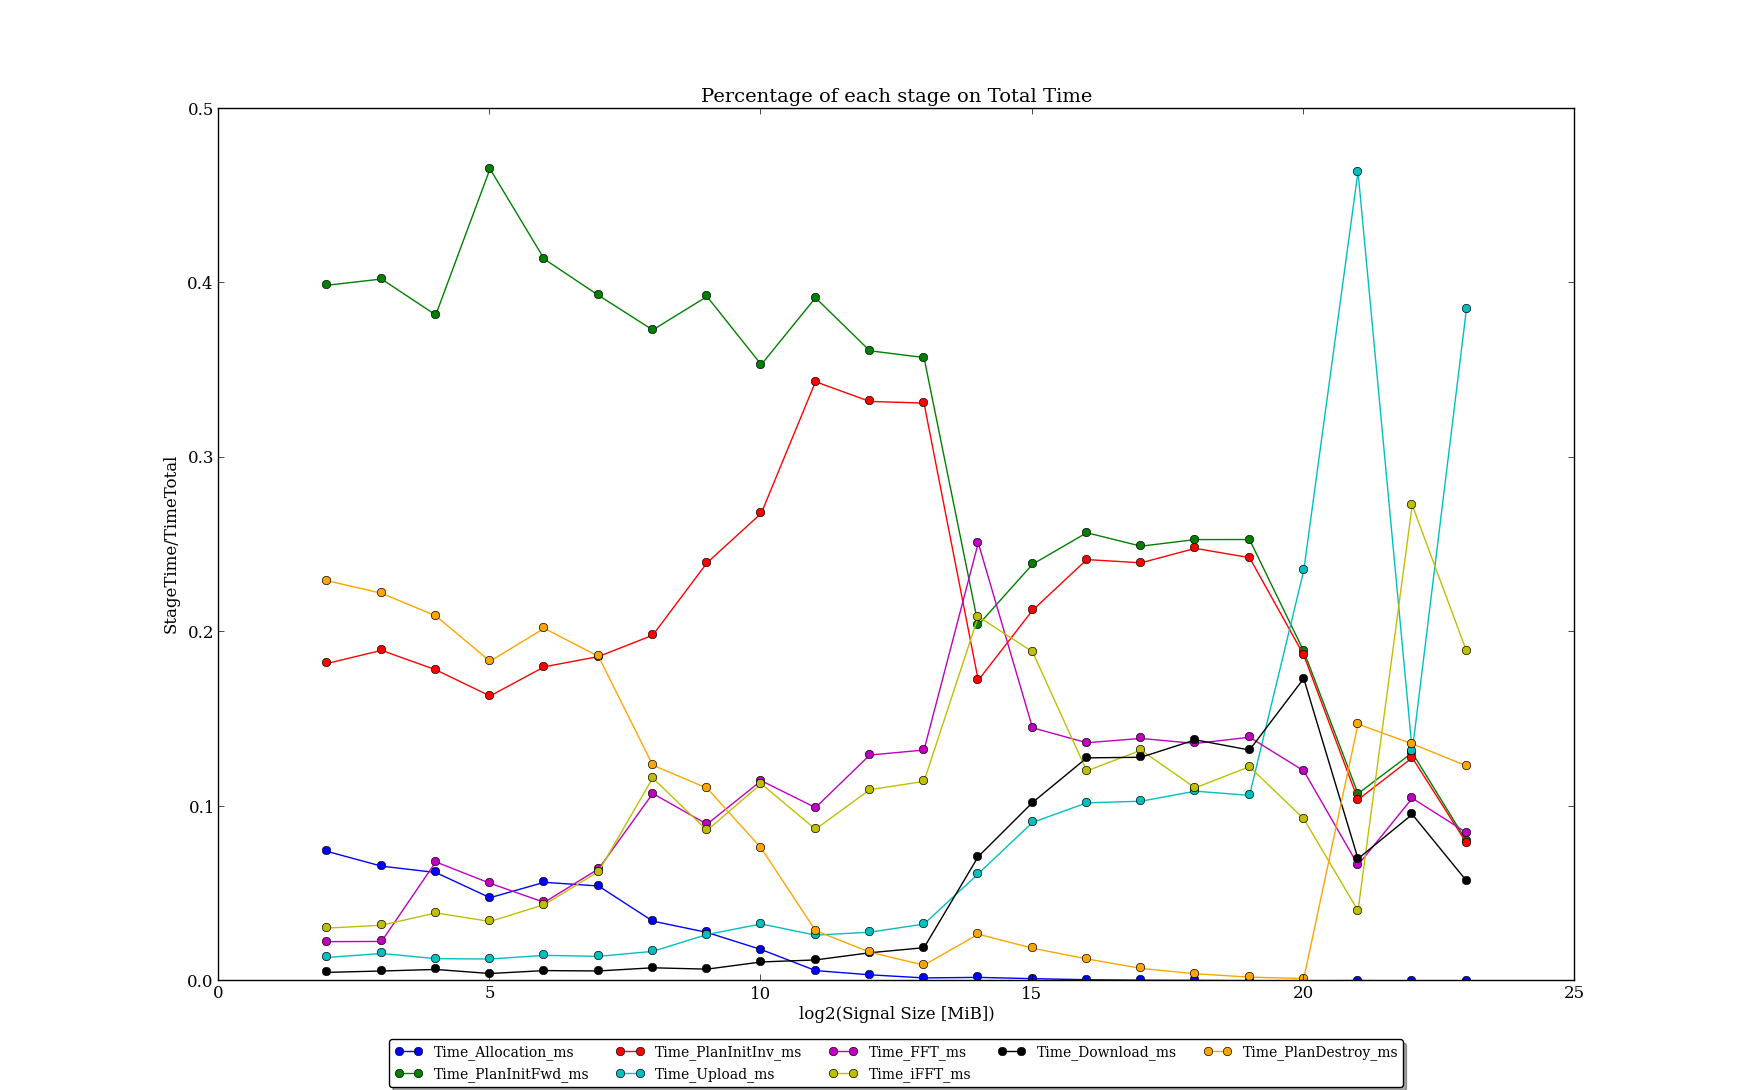 Percentage of each stage on Total Time
0.5
0.4
0.3
0.2
0.1
0.0
StageTime/TimeTotal
0 5 10 15 20 25
log2(Signal Size [MiB])
Time_Allocation_ms Time_PlanInitInv_ms Time_FFT_ms Time_Download_ms Time_PlanDestroy_ms
Time_PlanInitFwd_ms Time_Upload_ms Time_iFFT_ms